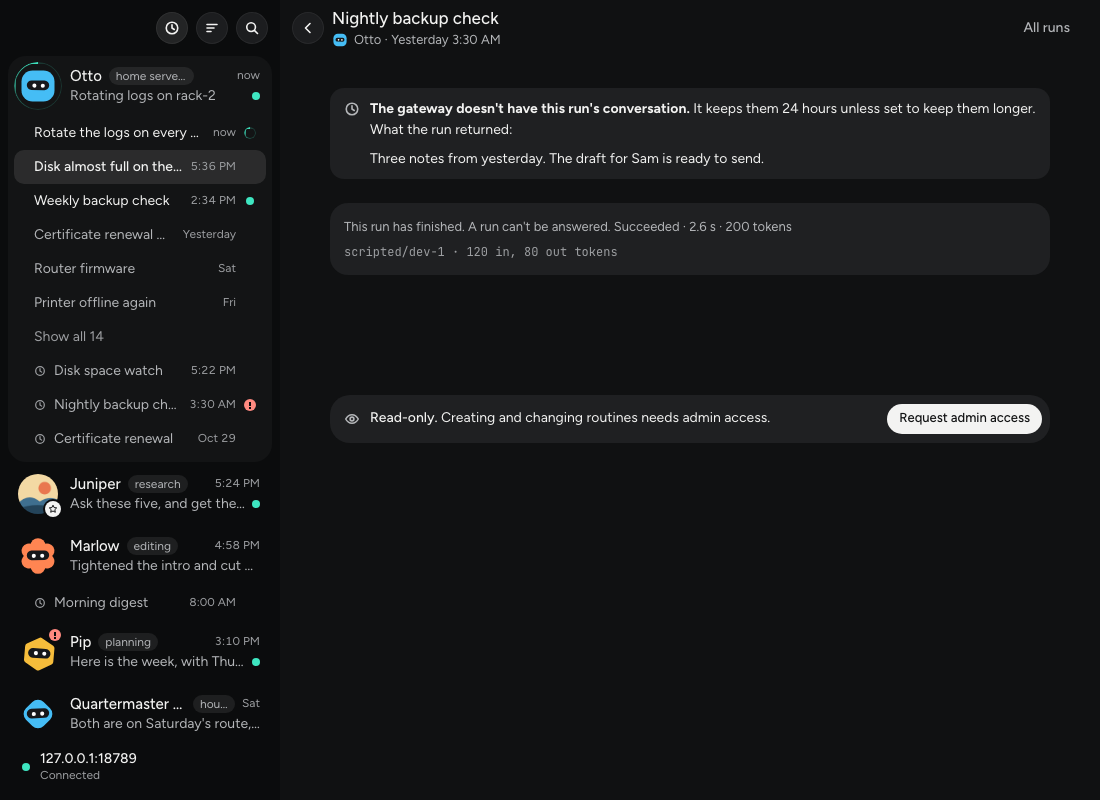 Otto home serve... now
Rotating logs on rack-2
Rotate the logs on every ... now
Disk almost full on the... 5:36 PM
Weekly backup check 2:34 PM
Certificate renewal ... Yesterday
Router firmware Sat
Printer offline again Fri
Show all 14
Disk space watch 5:22 PM
Nightly backup ch... 3:30 AM
Certificate renewal Oct 29
Juniper research 5:24 PM
Ask these five, and get the...
Marlow editing 4:58 PM
Tightened the intro and cut ...
Morning digest 8:00 AM
Pip planning 3:10 PM
Here is the week, with Thu...
Quartermaster ... hou... Sat
Both are on Saturday's route,...
127.0.0.1:18789
Connected
Nightly backup check
Otto · Yesterday 3:30 AM
All runs
The gateway doesn't have this run's conversation. It keeps them 24 hours unless set to keep them longer.
What the run returned:
Three notes from yesterday. The draft for Sam is ready to send.
This run has finished. A run can't be answered. Succeeded · 2.6 s · 200 tokens
scripted/dev-1 · 120 in, 80 out tokens
Read-only. Creating and changing routines needs admin access.
Request admin access